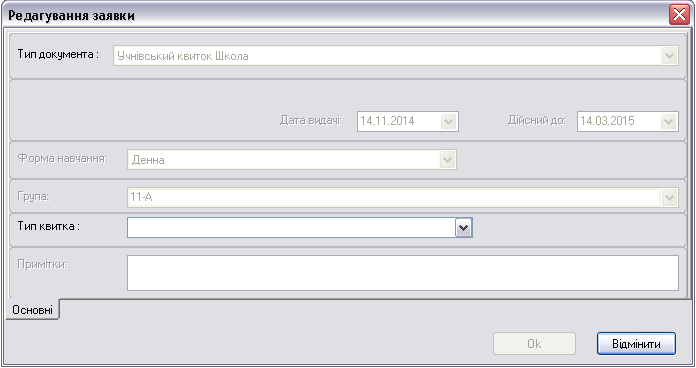 Редагування заявки
Тип документа : Учнівський квиток Школа
Дата видачі: 14.11.2014 Дійсний до: 14.03.2015
Форма навчання: Денна
Група: 11-А
Тип квитка :
Примітки:
Основні
Ok Відмінити